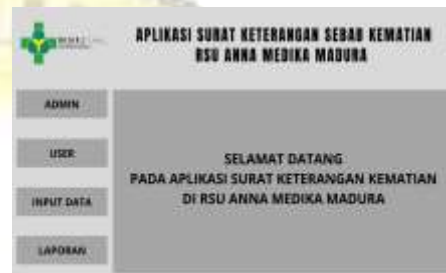 APLIKASI SURAT KETERANGAN SEBAB KEMATIAN
RSU ANNA MEDIKA MADURA
ADMIN
USER
INPUT DATA
LAPORAN
SELAMAT DATANG
PADA APLIKASI SURAT KETERANGAN KEMATIAN
DI RSU ANNA MEDIKA MADURA